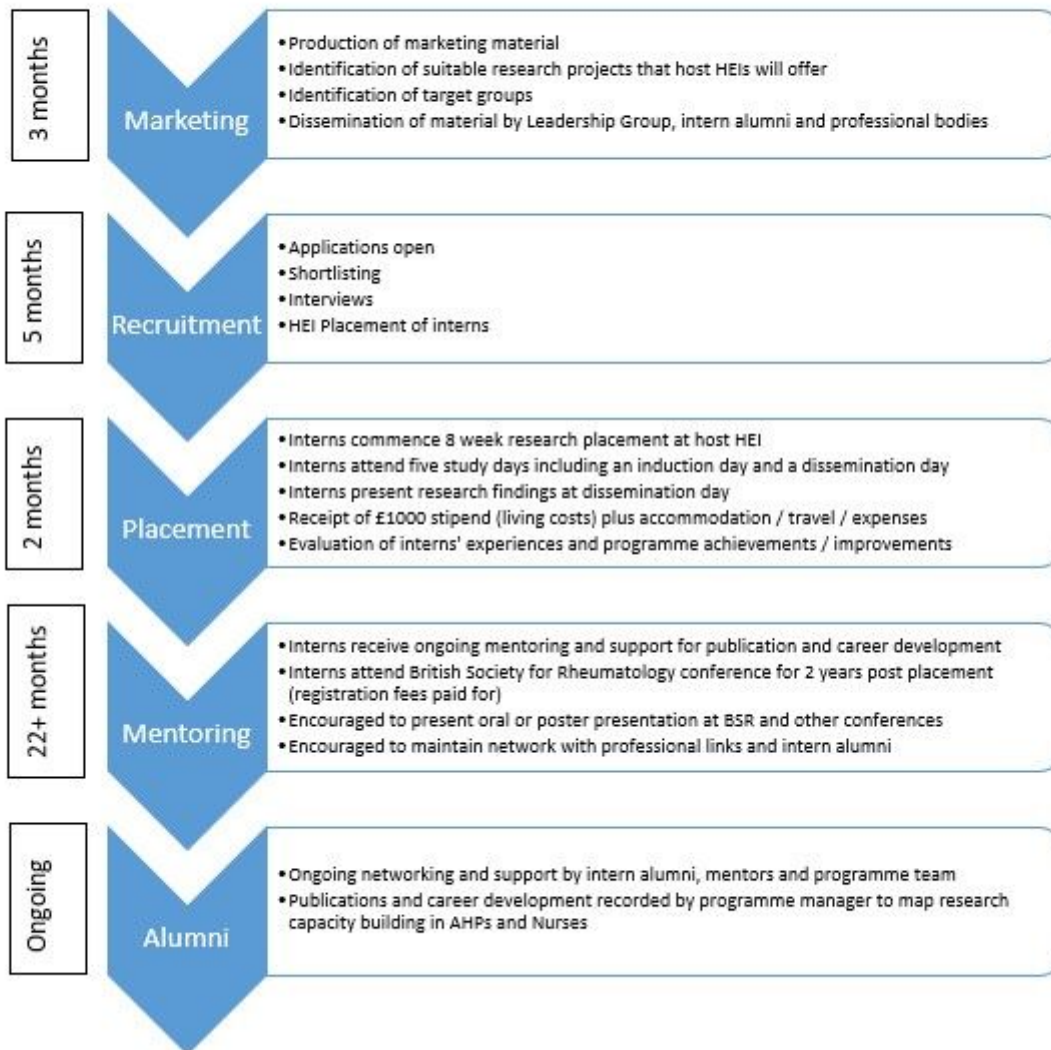 3 months
Marketing
•Production of marketing material
•Identification of suitable research projects that host HEIs will offer
•Identification of target groups
•Dissemination of material by Leadership Group, intern alumni and professional bodies
5 months
Recruitment
•Applications open
•Shortlisting
•Interviews
•HEI Placement of interns
2 months
Placement
•Interns commence 8 week research placement at host HEI
•Interns attend five study days including an induction day and a dissemination day
•Interns present research findings at dissemination day
•Receipt of £1000 stipend (living costs) plus accommodation / travel / expenses
•Evaluation of interns' experiences and programme achievements / improvements
22+ months
Mentoring
•Interns receive ongoing mentoring and support for publication and career development
•Interns attend British Society for Rheumatology conference for 2 years post placement
(registration fees paid for)
•Encouraged to present oral or poster presentation at BSR and other conferences
•Encouraged to maintain network with professional links and intern alumni
Ongoing
Alumni
•Ongoing networking and support by intern alumni, mentors and programme team
•Publications and career development recorded by programme manager to map research
capacity building in AHPs and Nurses